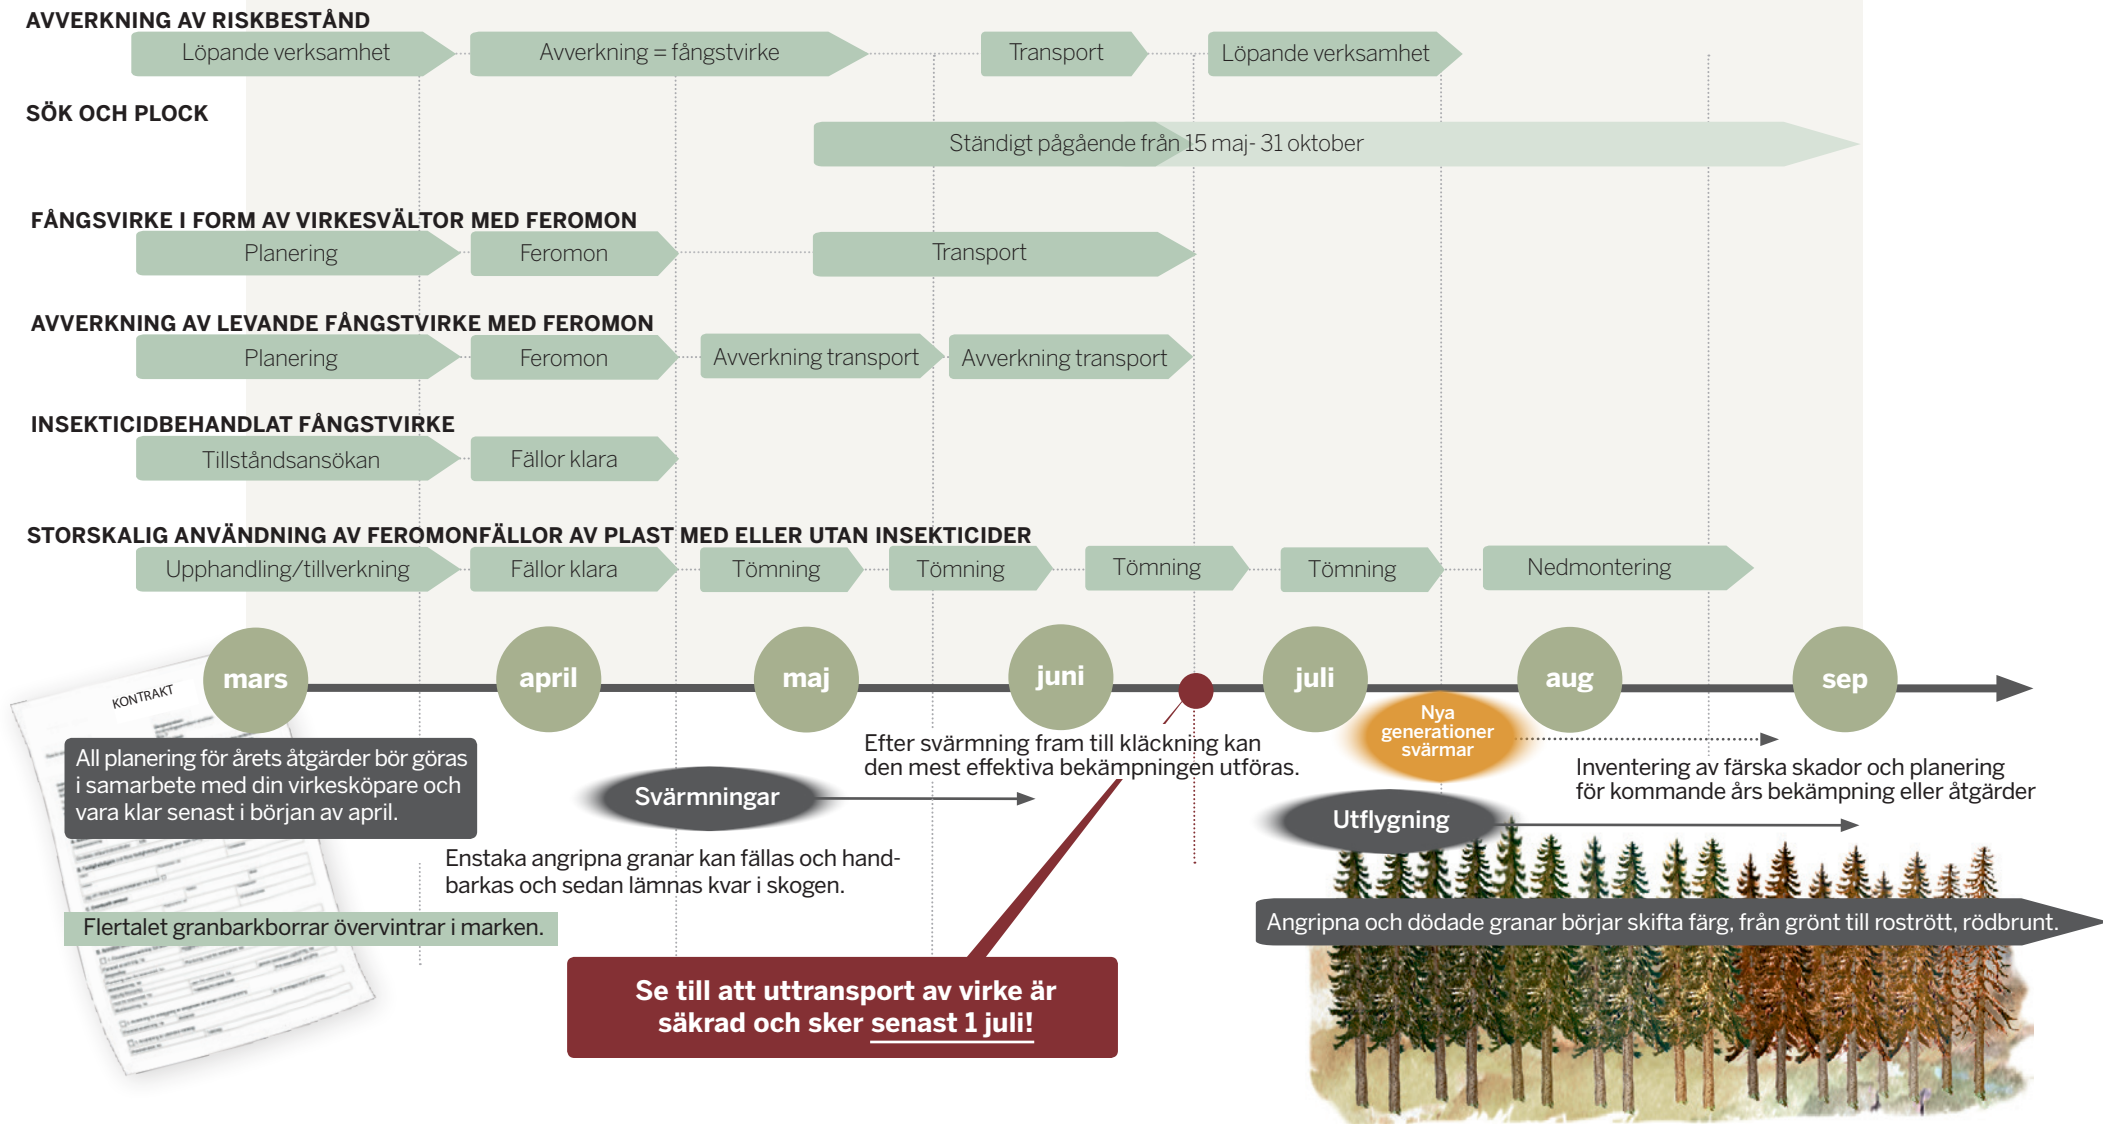 AVVERKNING AV RISKBESTÅND
Löpande verksamhet
Avverkning = fångstvirke
Transport
Löpande verksamhet
SÖK OCH PLOCK
Ständigt pågående från 15 maj- 31 oktober
FÅNGSVIRKE I FORM AV VIRKESVÄLTOR MED FEROMON
Planering
Feromon
Transport
AVVERKNING AV LEVANDE FÅNGSTVIRKE MED FEROMON
Planering
Feromon
Avverkning transport
Avverkning transport
INSEKTICIDBEHANDLAT FÅNGSTVIRKE
Tillståndsansökan
Fällor klara
STORSKALIG ANVÄNDNING AV FEROMONFÄLLOR AV PLAST MED ELLER UTAN INSEKTICIDER
Upphandling/tillverkning
Fällor klara
Tömning
Tömning
Tömning
Tömning
Nedmontering
mars
april
maj
juni
juli
aug
sep
KONTRAKT
All planering för årets åtgärder bör göras
i samarbete med din virkesköpare och
vara klar senast i början av april.
Svärmningar
Efter svärmning fram till kläckning kan
den mest effektiva bekämpningen utföras.
Nya
generationer
svärmar
Inventering av färska skador och planering
för kommande års bekämpning eller åtgärder
Utflygning
Enstaka angripna granar kan fällas och hand-
barkas och sedan lämnas kvar i skogen.
Flertalet granbarkborrar övervintrar i marken.
Angripna och dödade granar börjar skifta färg, från grönt till rostrött, rödbrunt.
Se till att uttransport av virke är
säkrad och sker senast 1 juli!